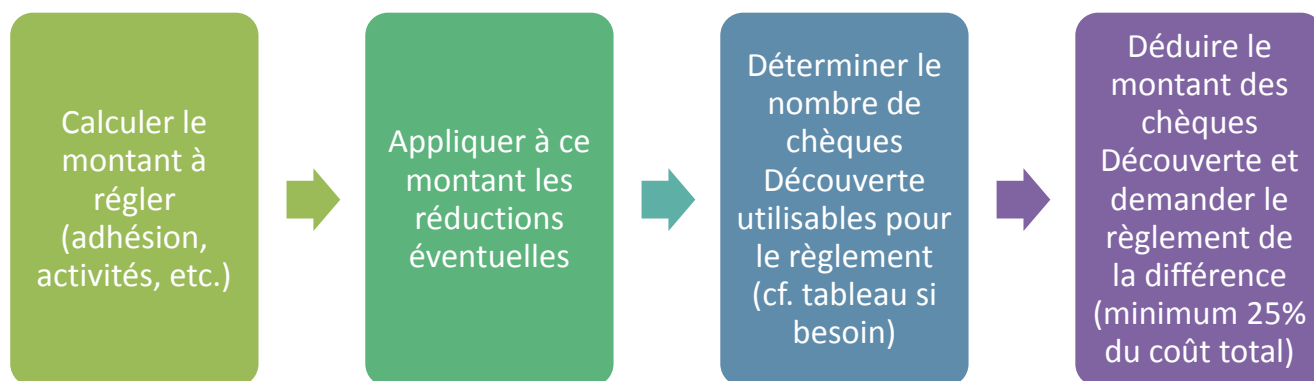 Calculer le
montant à
régler
(adhésion,
activités, etc.)
Appliquer à ce
montant les
réductions
éventuelles
Déterminer le
nombre de
chèques
Découverte
utilisables pour
le règlement
(cf. tableau si
besoin)
Déduire le
montant des
chèques
Découverte et
demander le
règlement de
la différence
(minimum 25%
du coût total)